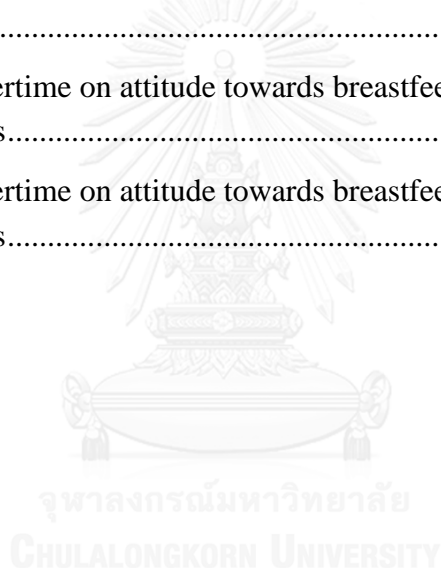 ................................................................
ertime on attitude towards breastfee
s................................................................
ertime on attitude towards breastfee
s................................................................
จุฬาลงกรณ์มหาวิทยาลัย
CHULALONGKORN UNIVERSITY